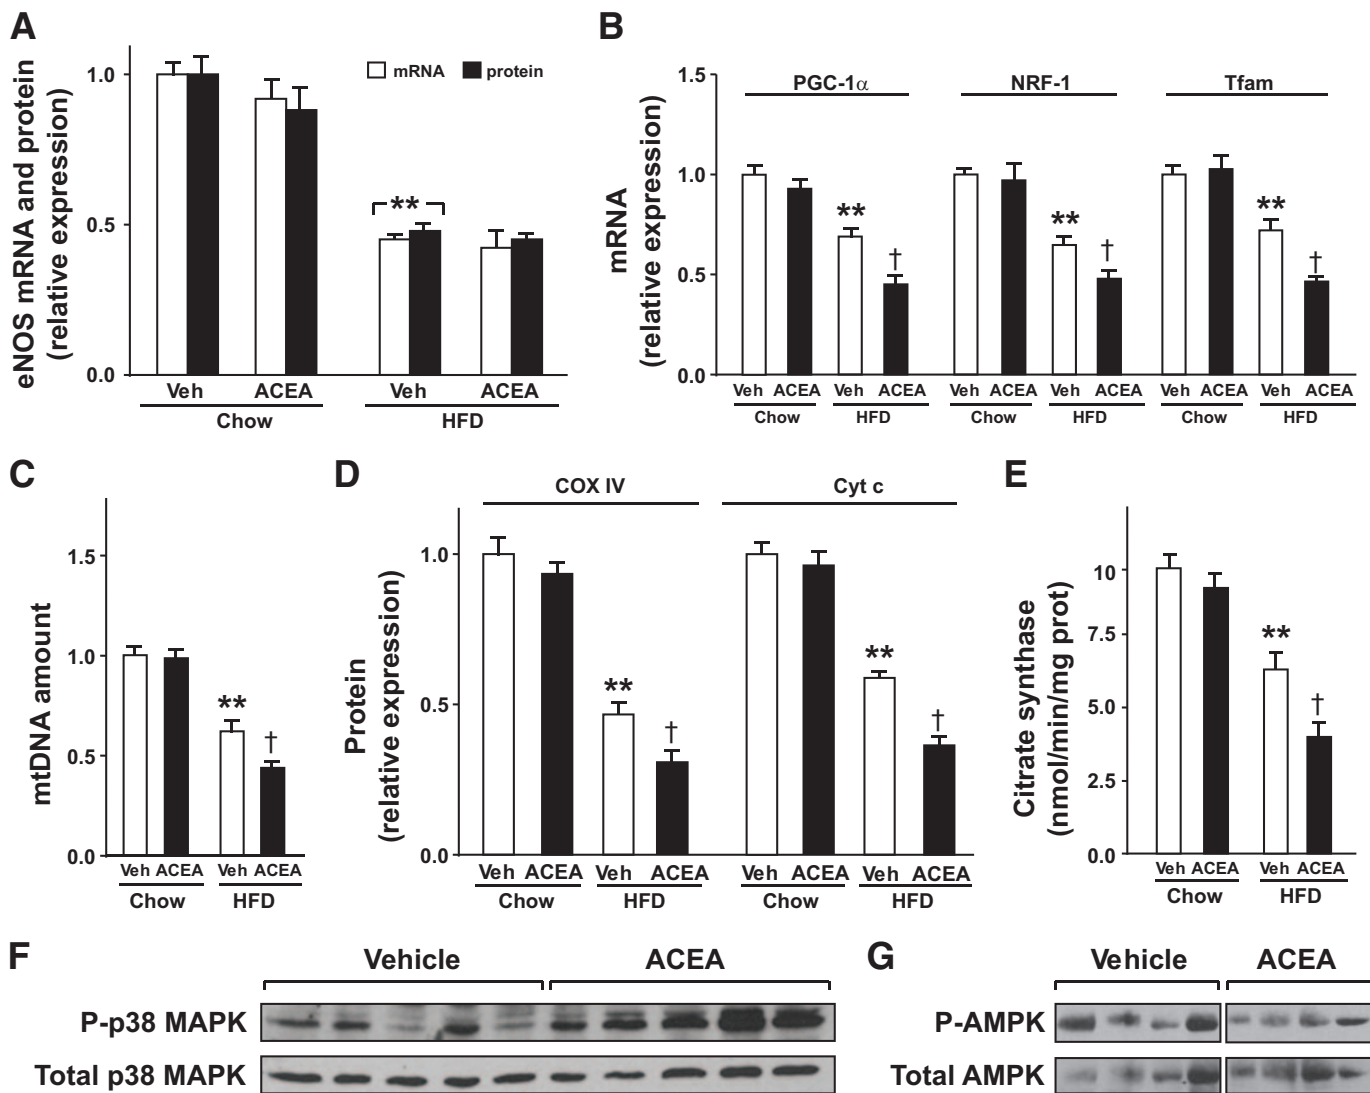 A
eNOS mRNA and protein
(relative expression)
1.0
0.5
0.0
mRNA
protein
**
Veh
ACEA
Veh
ACEA
Chow
HFD
B
mRNA
(relative expression)
1.5
1.0
0.5
0.0
PGC-1α
NRF-1
Tfam
**
†
**
†
**
†
Veh ACEA Veh ACEA Veh ACEA Veh ACEA Veh ACEA Veh ACEA
Chow HFD Chow HFD Chow HFD
C
mtDNA amount
1.5
1.0
0.5
0.0
**
†
Veh ACEA Veh ACEA
Chow HFD
D
Protein
(relative expression)
1.0
0.5
0.0
COX IV
Cyt c
**
†
**
†
Veh ACEA Veh ACEA Veh ACEA Veh ACEA
Chow HFD Chow HFD
E
Citrate synthase
(nmol/min/mg prot)
10
7.5
5.0
2.5
0.0
**
†
Veh ACEA Veh ACEA
Chow HFD
F
Vehicle ACEA
P-p38 MAPK
Total p38 MAPK
G
Vehicle ACEA
P-AMPK
Total AMPK